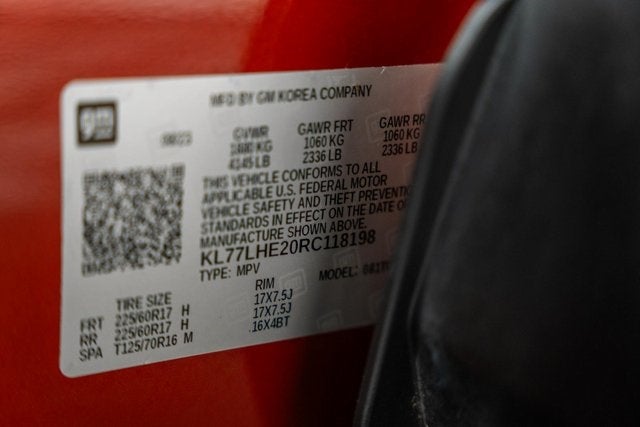 MFD BY GM KOREA COMPANY
gm
GVWR GAWR FRT GAWR RR
1060 KG 1060 KG
4145 LB 2336 LB 2336 LB
THIS VEHICLE CONFORMS TO ALL
APPLICABLE U.S. FEDERAL MOTOR
VEHICLE SAFETY AND THEFT PREVENTI
STANDARDS IN EFFECT ON THE DATE OF
MANUFACTURE SHOWN ABOVE.
KL77LHE20RC118198
TYPE: MPV MODEL:
TIRE SIZE RIM
FRT 225/60R17 H 17X7.5J
RR 225/60R17 H 17X7.5J
SPA T125/70R16 M 16X4BT